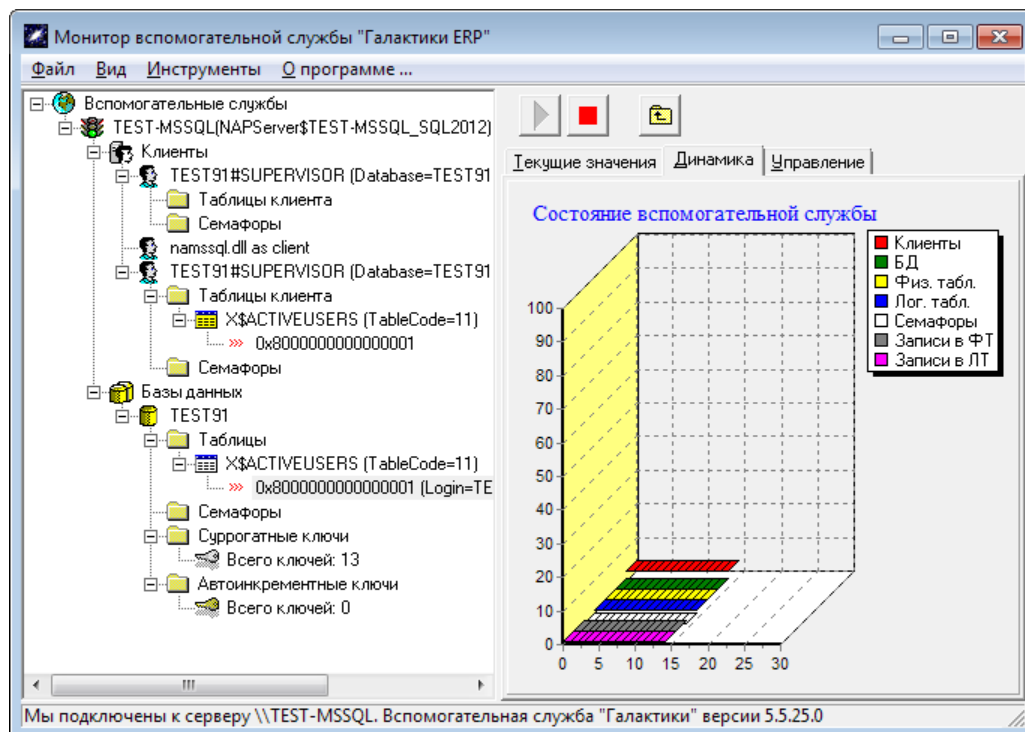 Монитор вспомогательной службы "Галактики ERP"
Файл Вид Инструменты О программе ...
Вспомогательные службы
TEST-MSSQL(NAPServer$TEST-MSSQL_SQL2012)
Клиенты
TEST91#SUPERVISOR (Database=TEST91
Таблицы клиента
Семафоры
namssql.dll as client
TEST91#SUPERVISOR (Database=TEST91
Таблицы клиента
X$ACTIVEUSERS (TableCode=11)
0x8000000000000001
Семафоры
Базы данных
TEST91
Таблицы
X$ACTIVEUSERS (TableCode=11)
0x8000000000000001 (Login=TE
Семафоры
Суррогатные ключи
Всего ключей: 13
Автоинкрементные ключи
Всего ключей: 0
Текущие значения Динамика Управление
Состояние вспомогательной службы
Клиенты
БД
Физ. табл.
Лог. табл.
Семафоры
Записи в ФТ
Записи в ЛТ
100
90
80
70
60
50
40
30
20
10
0
0 5 10 15 20 25 30
Мы подключены к серверу \\TEST-MSSQL. Вспомогательная служба "Галактики" версии 5.5.25.0